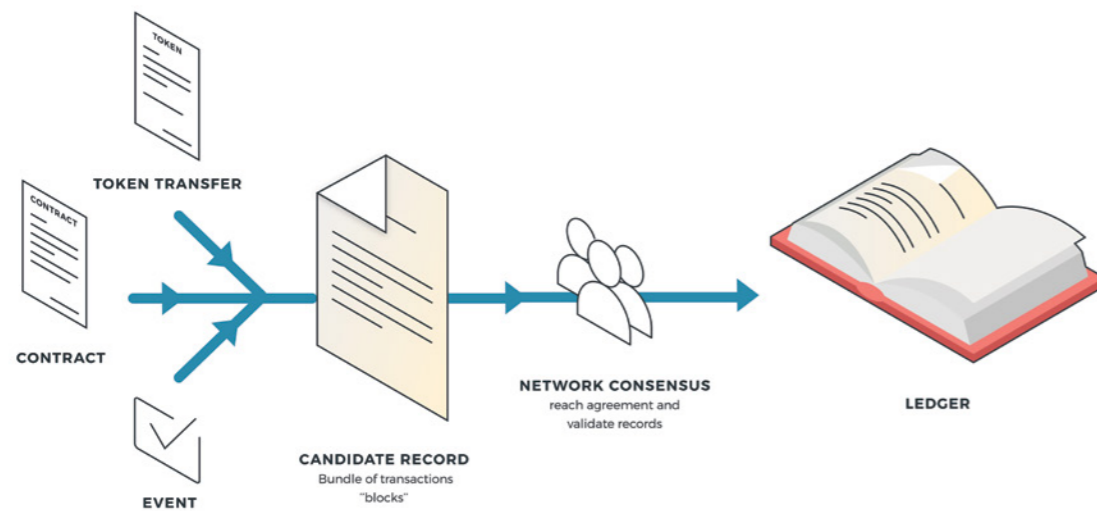 TOKEN
TOKEN TRANSFER
CONTRACT
CONTRACT
EVENT
CANDIDATE RECORD
Bundle of transactions
"blocks"
NETWORK CONSENSUS
reach agreement and
validate records
LEDGER